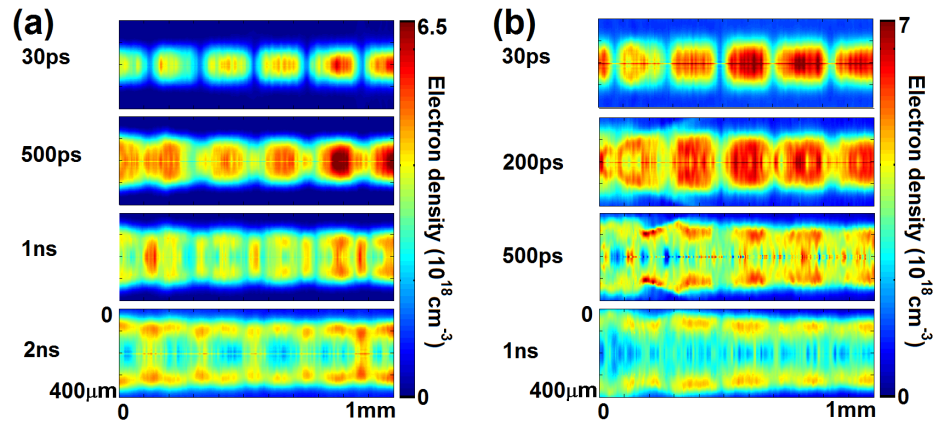 (a)
30ps
500ps
1ns
2ns
0
400μm
0
1mm
6.5
Electron density (10^18 cm^-3)
0
(b)
30ps
200ps
500ps
1ns
0
400μm
0
1mm
7
Electron density (10^18 cm^-3)
0